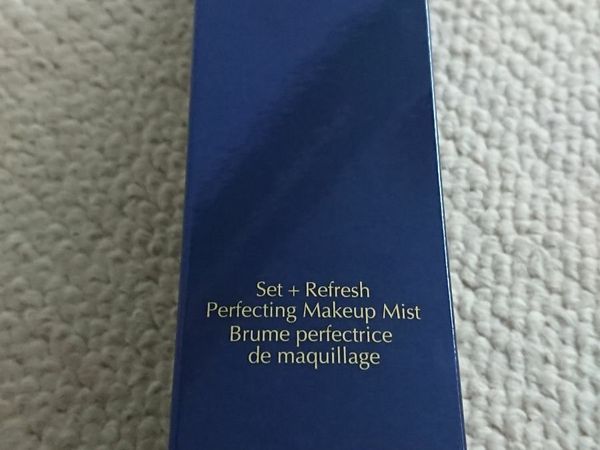 Set + Refresh
Perfecting Makeup Mist
Brume perfectrice
de maquillage